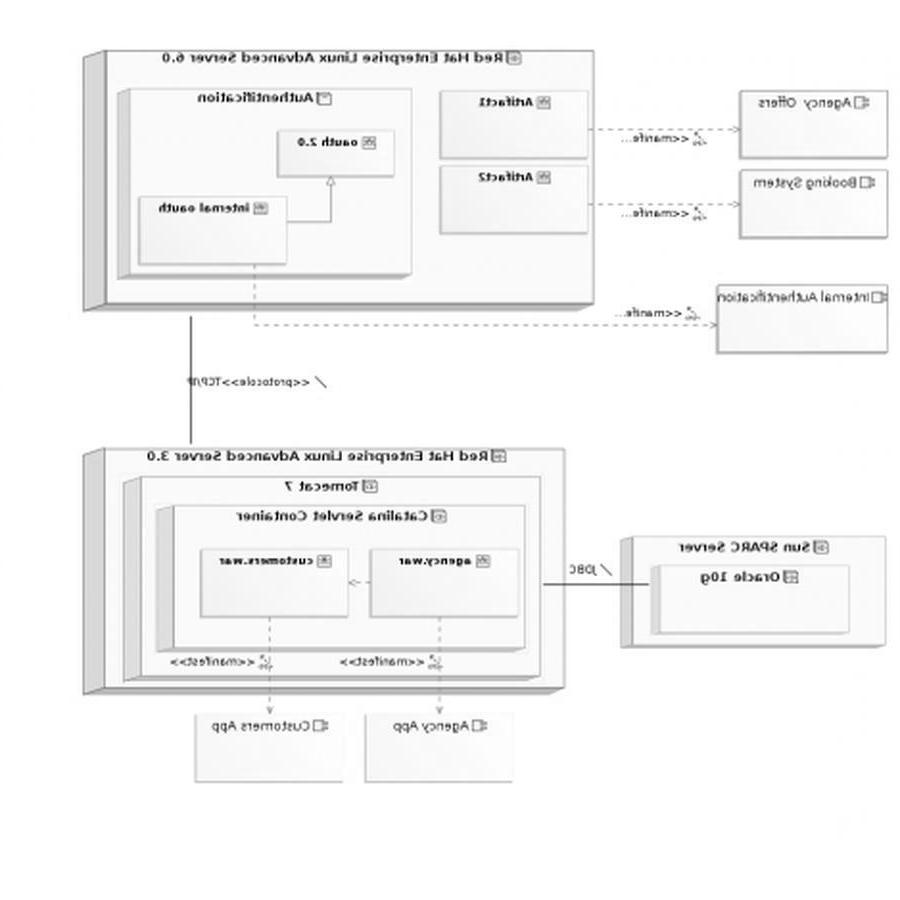 Red Hat Enterprise Linux Advanced Server 6.0
Authentification
Artifact1
Agency Offers
<<manife...
oauth 2.0
Artifact2
Booking System
internal oauth
<<manife...
Internal Authentification
<<manife...
<<protocole>>TCP/IP
Red Hat Enterprise Linux Advanced Server 3.0
Tomecat 7
Catalina Servlet Container
Sun SPARC Server
customers.war
agency.war
JDBC
Oracle 10g
<<manifest>>
<<manifest>>
Customers App
Agency App